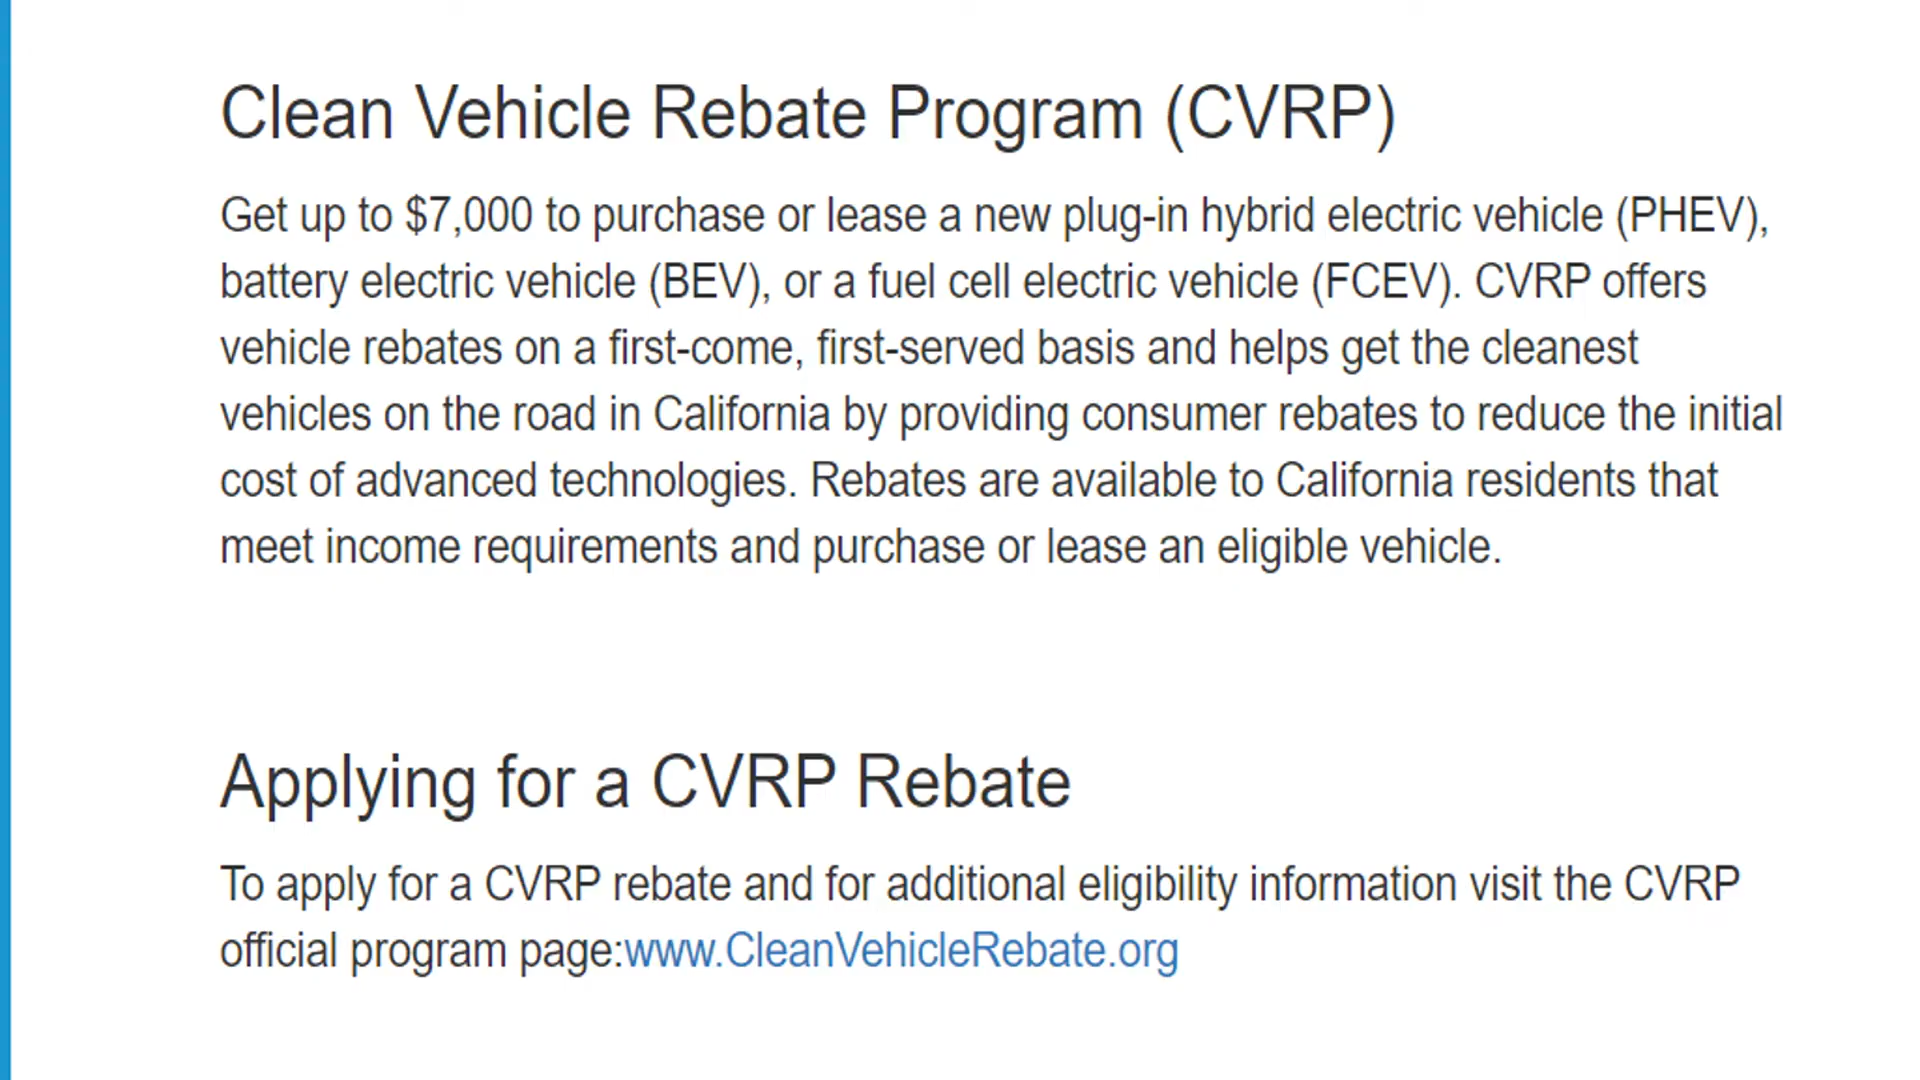 Clean Vehicle Rebate Program (CVRP)
Get up to $7,000 to purchase or lease a new plug-in hybrid electric vehicle (PHEV),
battery electric vehicle (BEV), or a fuel cell electric vehicle (FCEV). CVRP offers
vehicle rebates on a first-come, first-served basis and helps get the cleanest
vehicles on the road in California by providing consumer rebates to reduce the initial
cost of advanced technologies. Rebates are available to California residents that
meet income requirements and purchase or lease an eligible vehicle.
Applying for a CVRP Rebate
To apply for a CVRP rebate and for additional eligibility information visit the CVRP
official program page:www.CleanVehicleRebate.org